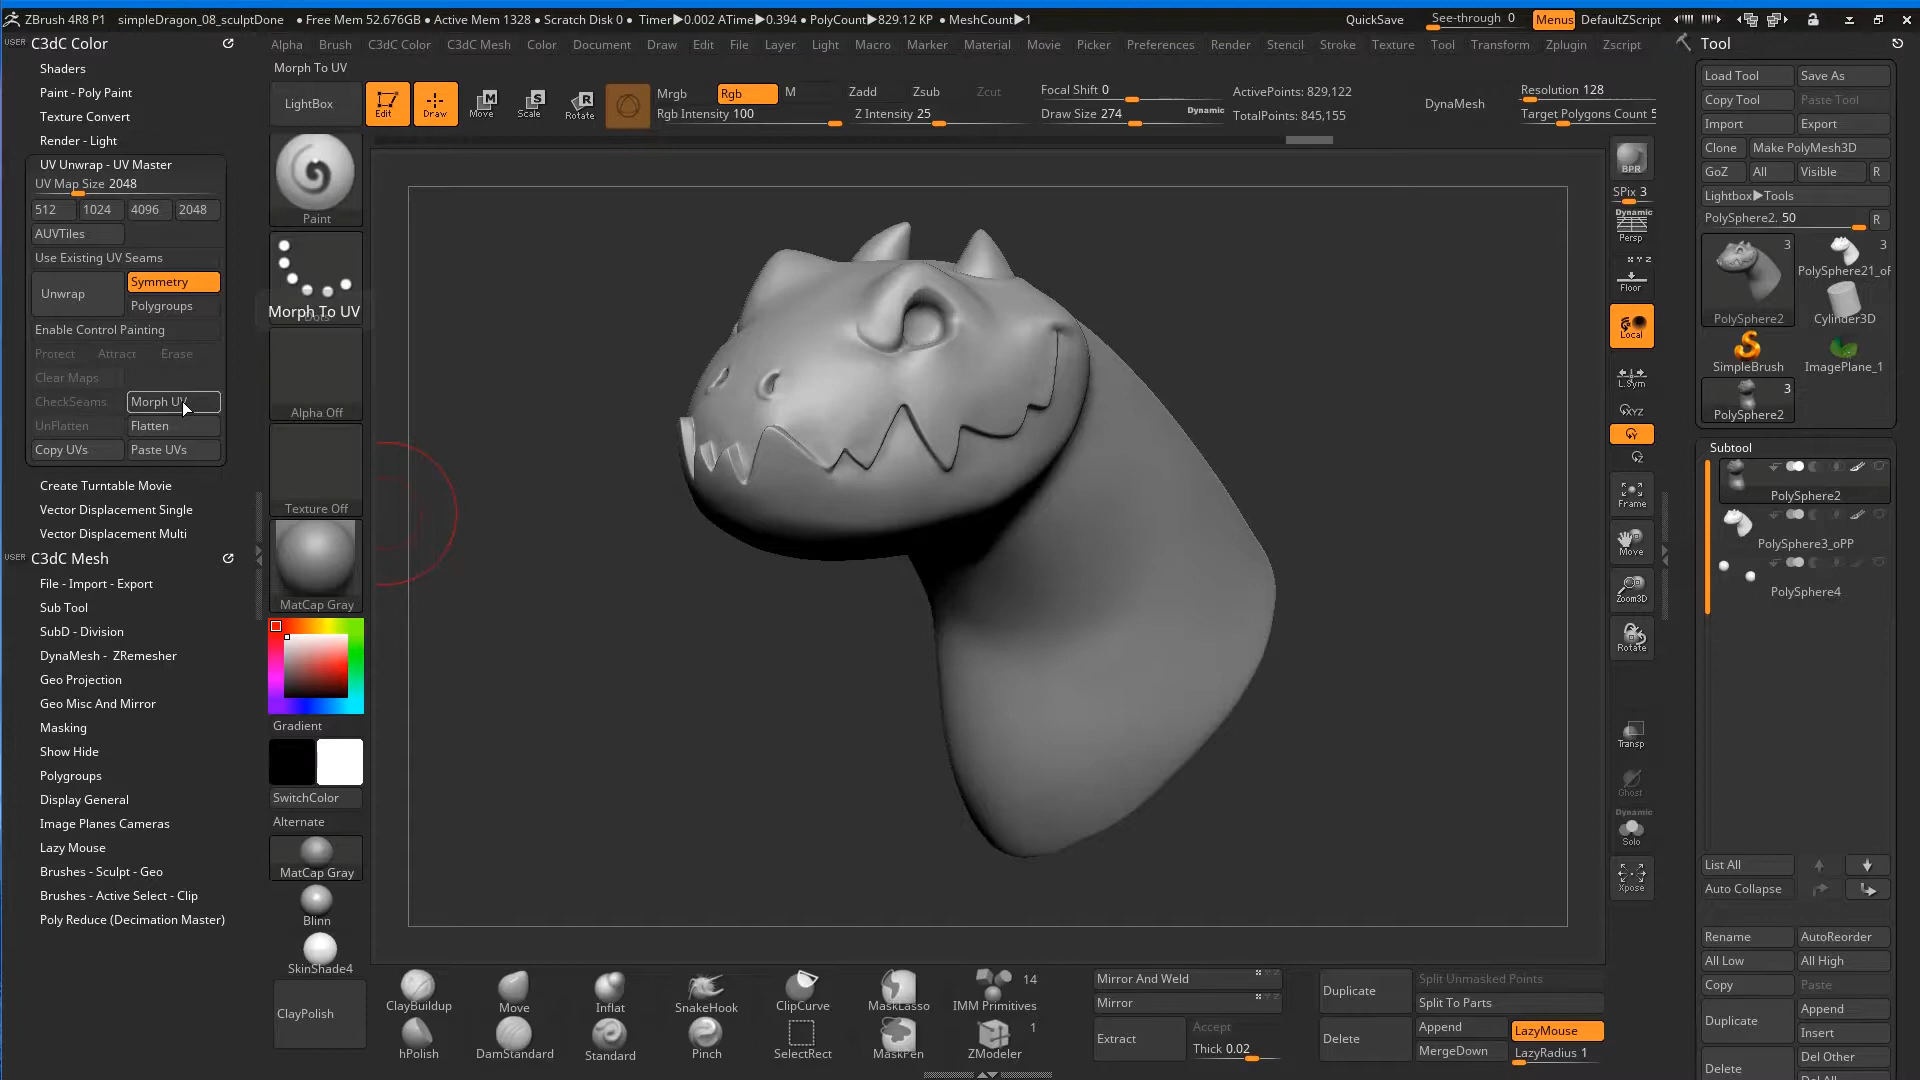 ZBrush 4R8 P1 simpleDragon_08_sculptDone • Free Mem 52.676GB • Active Mem 1328 • Scratch Disk 0 • Timer▶0.002 ATime▶0.394 • PolyCount▶829.12 KP • MeshCount▶1 QuickSave See-through 0 Menus DefaultZScript
USER C3dC Color
Alpha Brush C3dC Color C3dC Mesh Color Document Draw Edit File Layer Light Macro Marker Material Movie Picker Preferences Render Stencil Stroke Texture Tool Transform Zplugin Zscript
Morph To UV
Shaders
Paint - Poly Paint
Texture Convert
Render - Light
UV Unwrap - UV Master
UV Map Size 2048
512 1024 4096 2048
AUVTiles
Use Existing UV Seams
Unwrap
Symmetry
Polygroups
Enable Control Painting
Protect Attract Erase
Clear Maps
CheckSeams Morph UV
UnFlatten Flatten
Copy UVs Paste UVs
Create Turntable Movie
Vector Displacement Single
Vector Displacement Multi
USER C3dC Mesh
File - Import - Export
Sub Tool
SubD - Division
DynaMesh - ZRemesher
Geo Projection
Geo Misc And Mirror
Masking
Show Hide
Polygroups
Display General
Image Planes Cameras
Lazy Mouse
Brushes - Sculpt - Geo
Brushes - Active Select - Clip
Poly Reduce (Decimation Master)
LightBox
Edit Draw Move Scale Rotate
Mrgb Rgb M Zadd Zsub Zcut
Rgb Intensity 100 Z Intensity 25
Focal Shift 0
Draw Size 274 Dynamic
ActivePoints: 829,122
TotalPoints: 845,155
DynaMesh
Resolution 128
Target Polygons Count 5
Paint
Morph To UV
Dots
Alpha Off
Texture Off
MatCap Gray
Gradient
SwitchColor
Alternate
MatCap Gray
Blinn
SkinShade4
ClayPolish
BPR
SPix 3
Dynamic
Persp
X Y Z
Floor
Local
L.Sym
XYZ
Y
Z
Frame
Move
Zoom3D
Rotate
Transp
Ghost
Dynamic
Solo
Xpose
ClayBuildup Move Inflat SnakeHook ClipCurve MaskLasso IMM Primitives 14
hPolish DamStandard Standard Pinch SelectRect MaskPen ZModeler 1
Mirror And Weld
Mirror
Extract
Accept
Thick 0.02
Duplicate
Split Unmasked Points
Split To Parts
Delete
Append
MergeDown
LazyMouse
LazyRadius 1
Tool
Load Tool Save As
Copy Tool Paste Tool
Import Export
Clone Make PolyMesh3D
GoZ All Visible R
Lightbox▶Tools
PolySphere2. 50 R
3 3
PolySphere21_oF
PolySphere2 Cylinder3D
SimpleBrush ImagePlane_1
3
PolySphere2
Subtool
PolySphere2
PolySphere3_oPP
PolySphere4
List All
Auto Collapse
Rename AutoReorder
All Low All High
Copy Paste
Duplicate
Append
Insert
Delete
Del Other
Del All